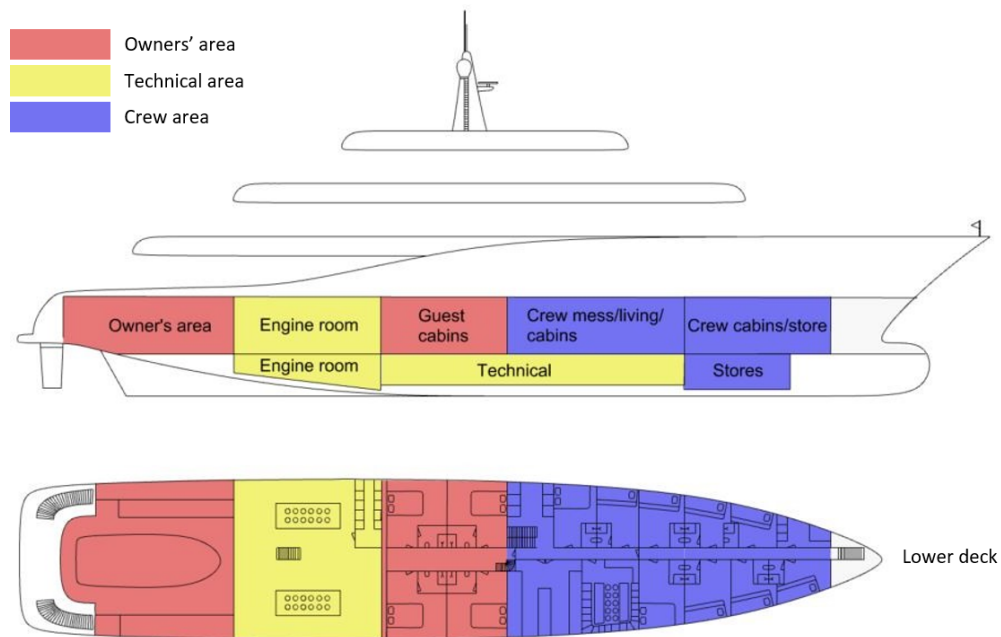 Owners’ area
Technical area
Crew area
Owner's area
Engine room
Guest
cabins
Crew mess/living/
cabins
Crew cabins/store
Engine room
Technical
Stores
Lower deck